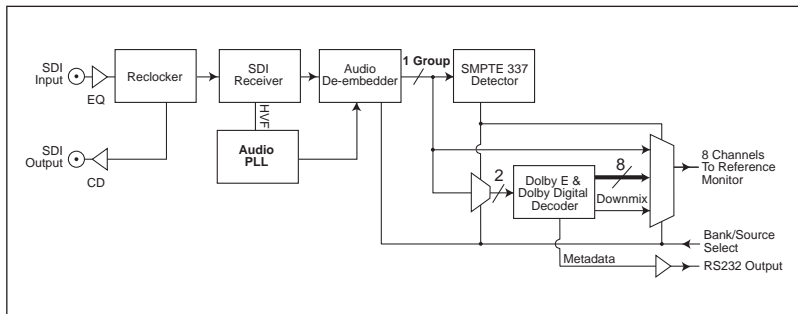 SDI
Input
EQ
Reclocker
SDI
Receiver
Audio
De-embedder
1 Group
SMPTE 337
Detector
HVF
SDI
Output
CD
Audio
PLL
8 Channels
To Reference
Monitor
2
Dolby E &
Dolby Digital
Decoder
8
Downmix
Bank/Source
Select
Metadata
RS232 Output